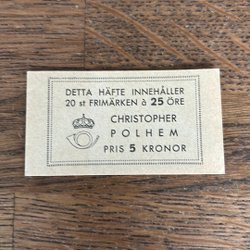 DETTA HÄFTE INNEHÅLLER
20 st FRIMÄRKEN à 25 ÖRE
CHRISTOPHER
POLHEM
PRIS 5 KRONOR